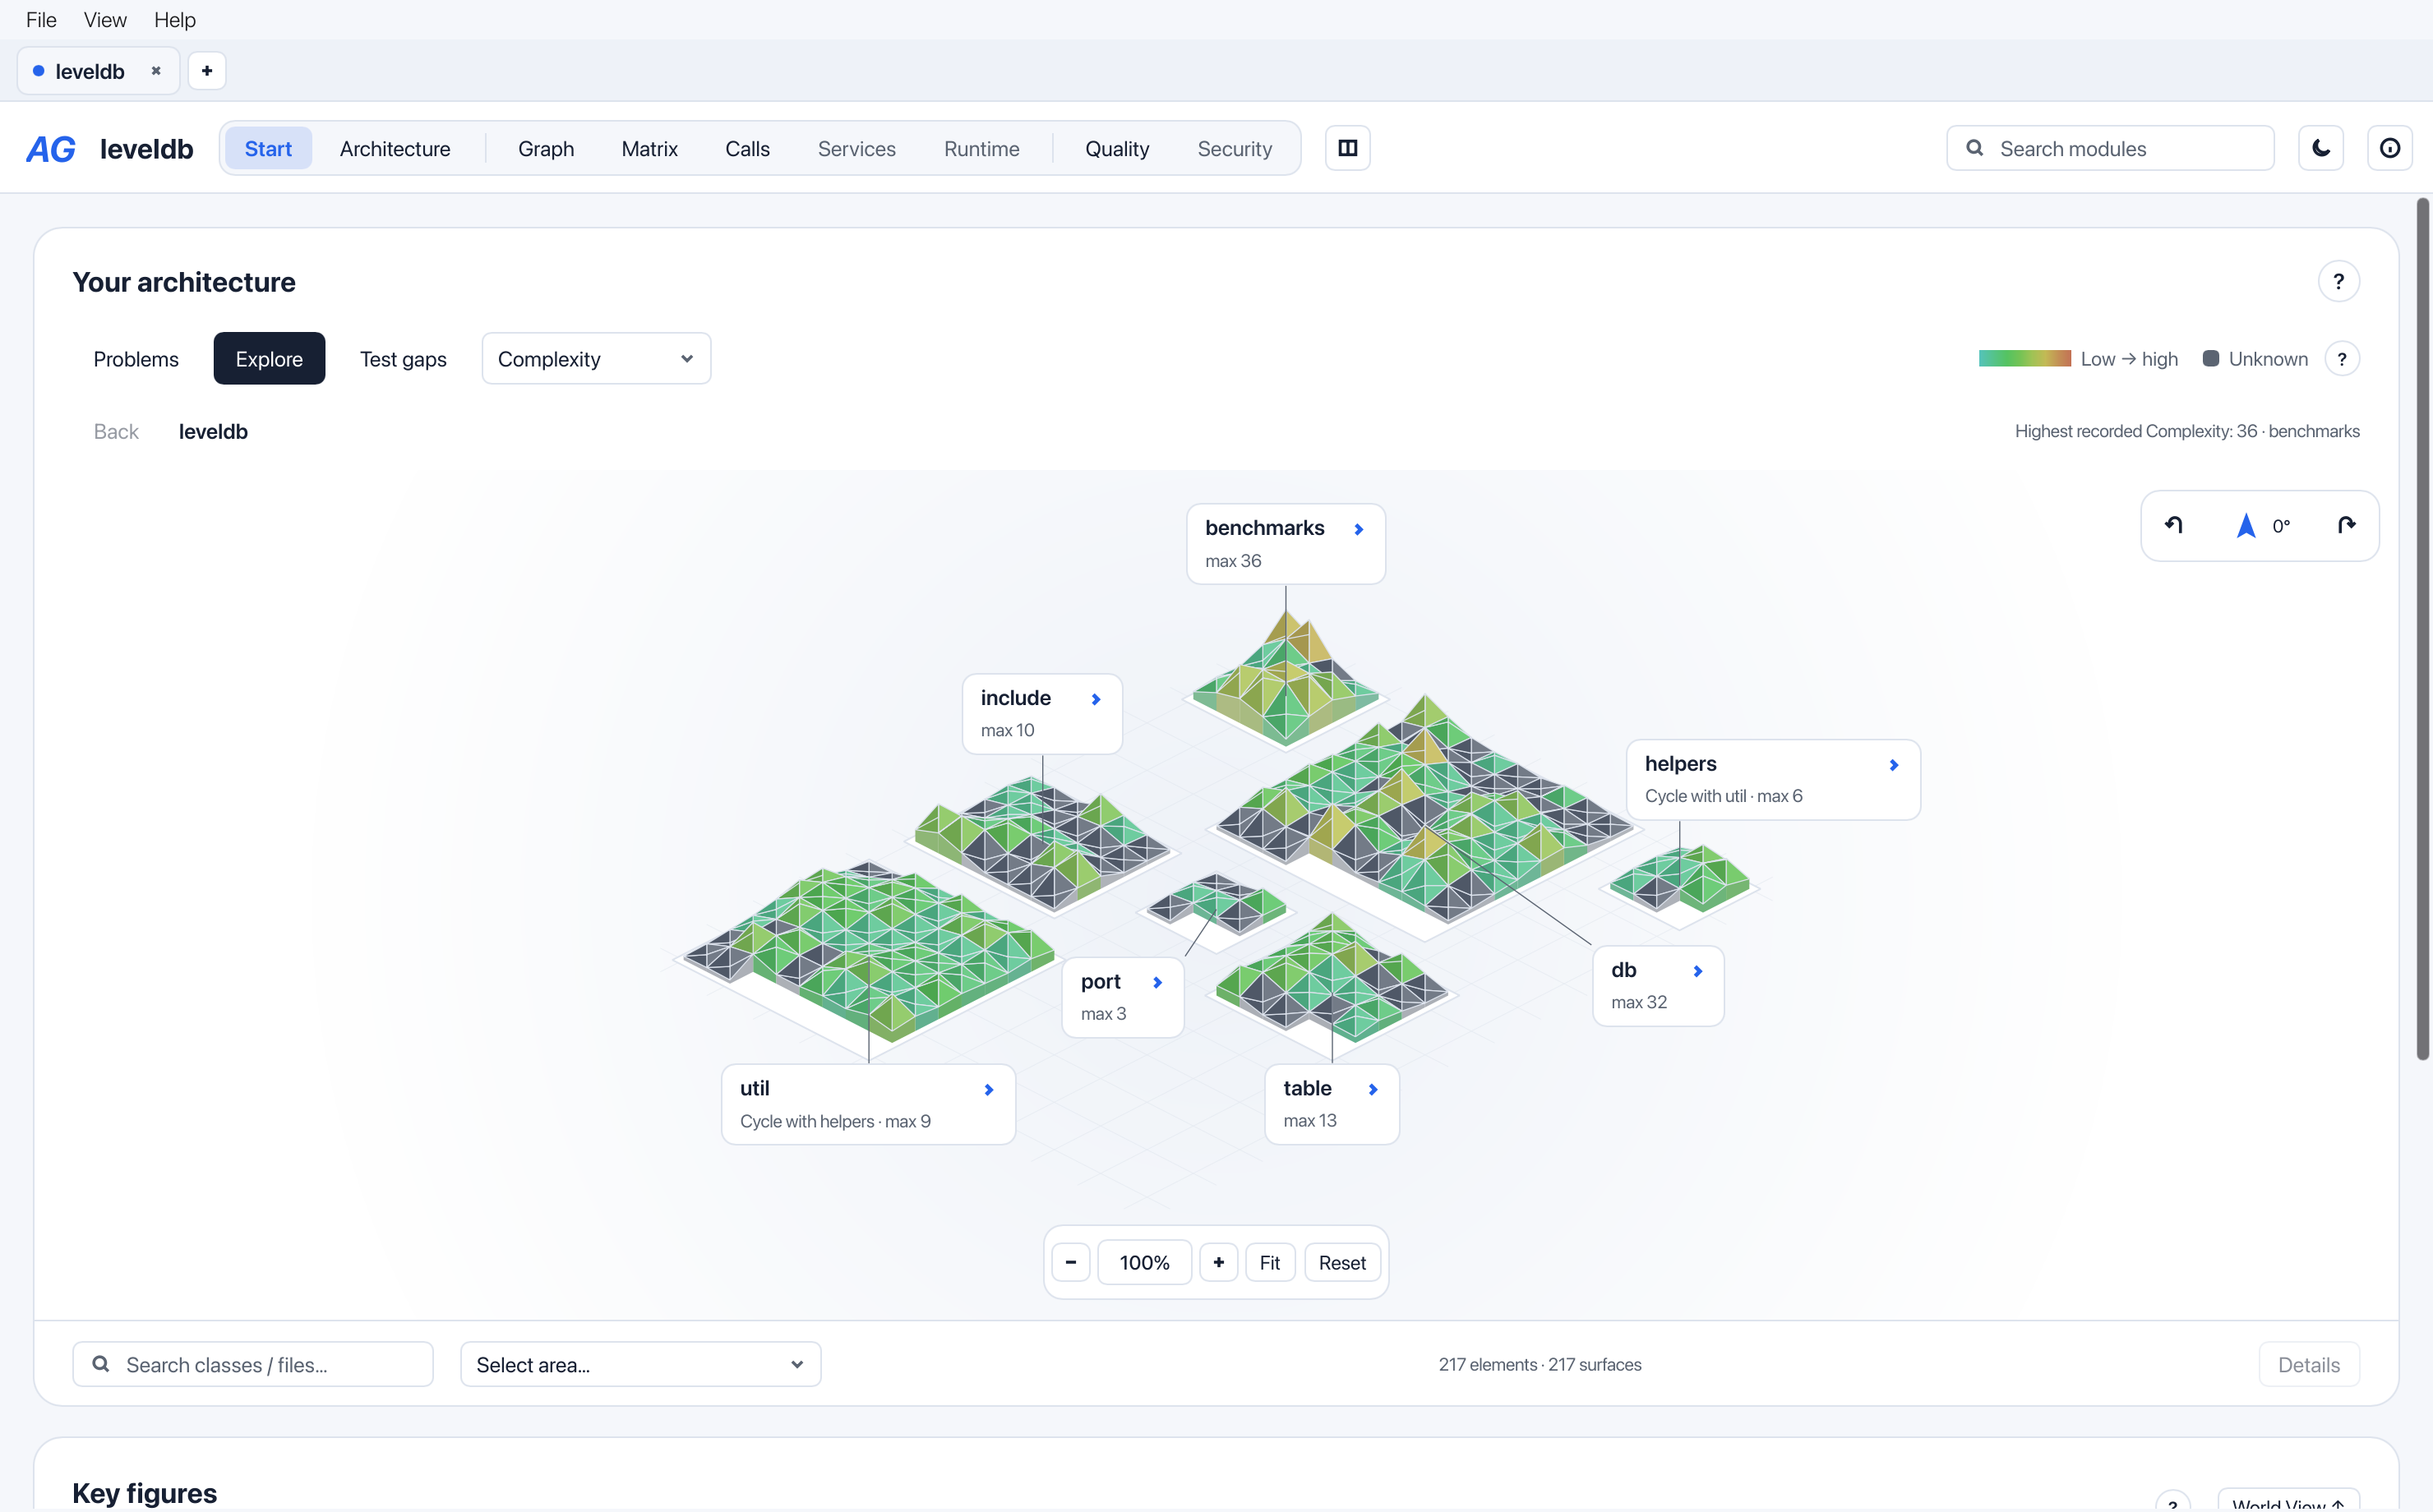 File View Help
leveldb
AG leveldb Start Architecture Graph Matrix Calls Services Runtime Quality Security Search modules
Your architecture ?
Problems Explore Test gaps Complexity Low → high Unknown ?
Back leveldb Highest recorded Complexity: 36 · benchmarks
0°
benchmarks
max 36
include
max 10
helpers
Cycle with util · max 6
port
max 3
db
max 32
util
Cycle with helpers · max 9
table
max 13
− 100% + Fit Reset
Search classes / files... Select area... 217 elements · 217 surfaces Details
Key figures ? World View ↑